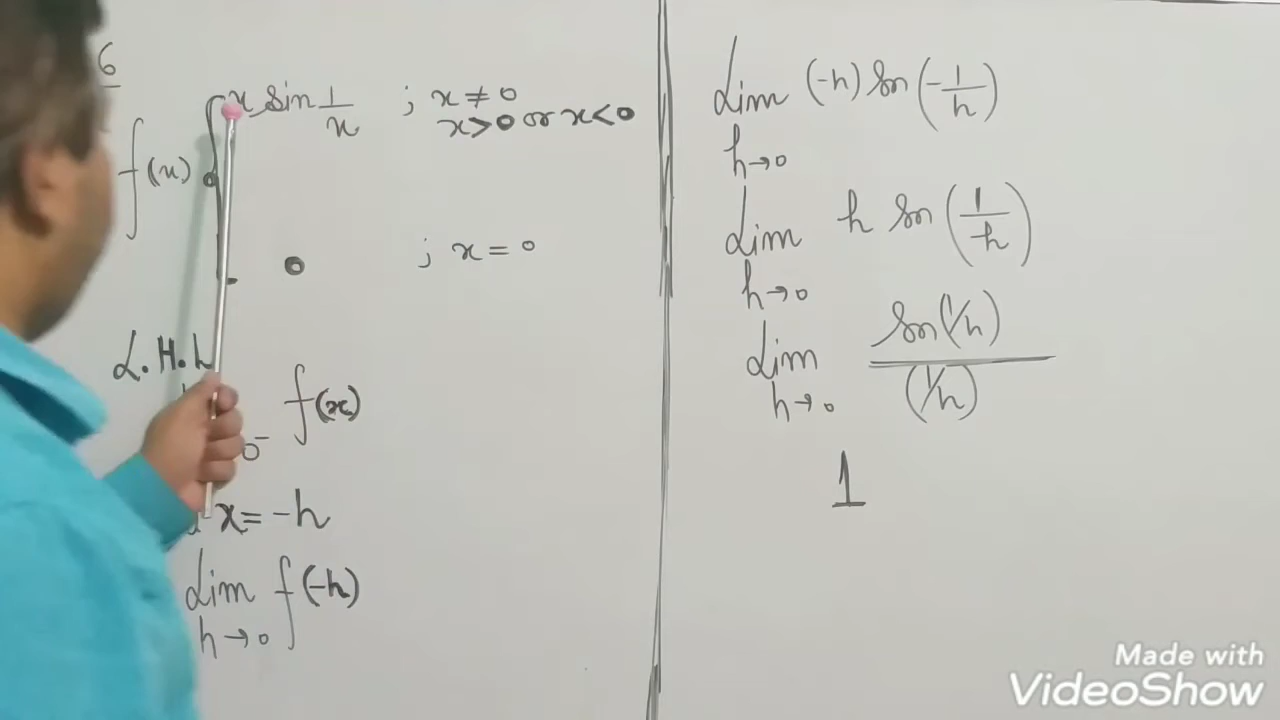 6
f(x) x sin 1/x ; x ≠ 0
x>0 or x<0
0 ; x = 0
L.H.L
f(x)
0⁻
x = -h
Lim f(-h)
h→0
Lim (-h) sin(-1/h)
h→0
Lim h sin(1/h)
h→0
Lim sin(1/h)/(1/h)
h→0
1
Made with
VideoShow